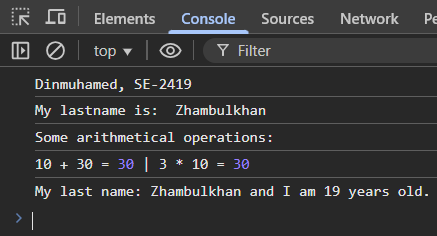 Elements Console Sources Network
top ▼ Filter
Dinmuhamed, SE-2419
My lastname is:  Zhambulkhan
Some arithmetical operations:
10 + 30 = 30 | 3 * 10 = 30
My last name: Zhambulkhan and I am 19 years old.
>